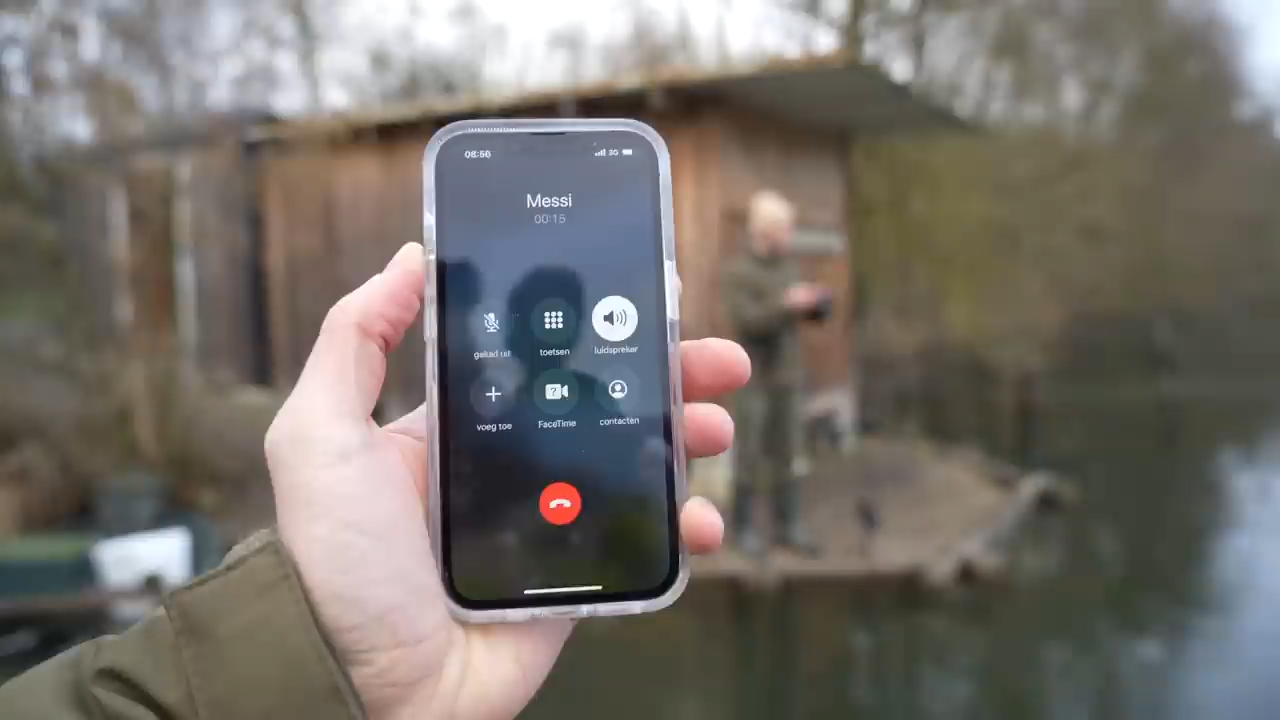 08:56 3G
Messi
00:15
geluid uit toetsen luidspreker
voeg toe FaceTime contacten